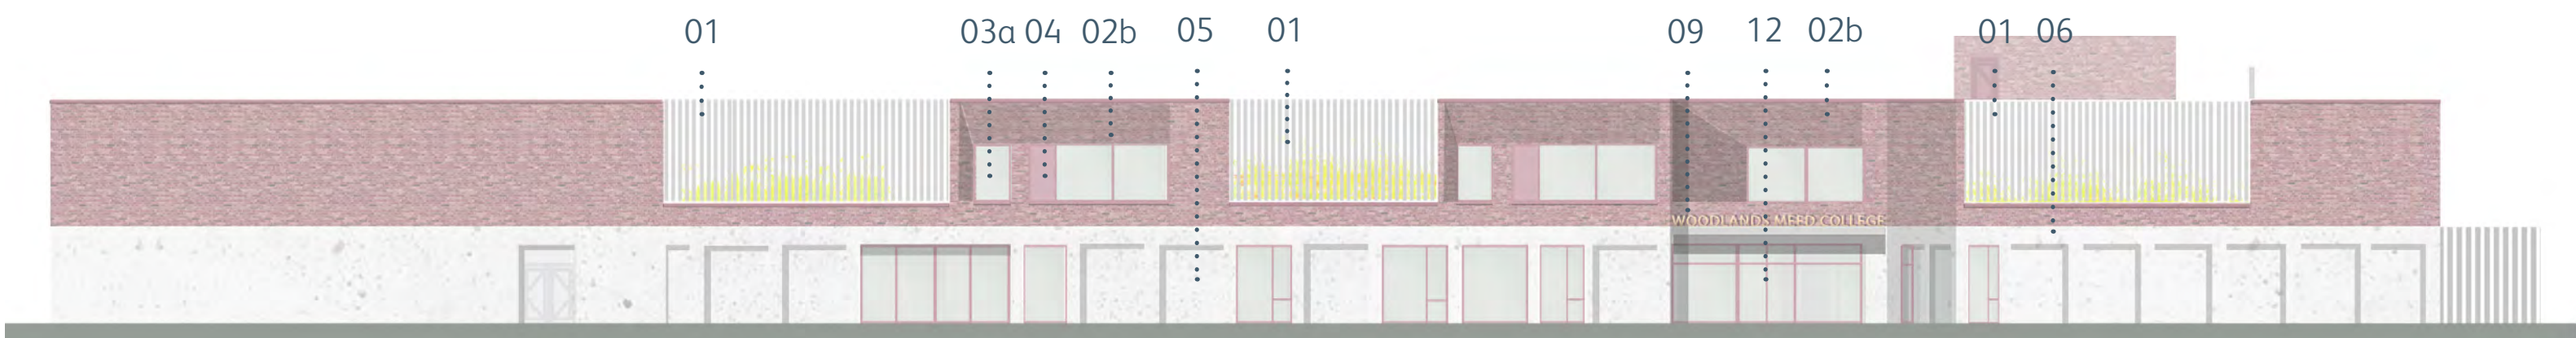 01 03a 04 02b 05 01 09 12 02b 01 06
WOODLANDS MEED COLLEGE